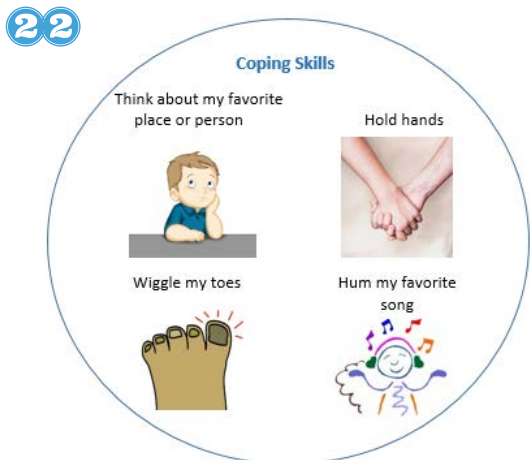 22
Coping Skills
Think about my favorite
place or person
Hold hands
Wiggle my toes
Hum my favorite
song